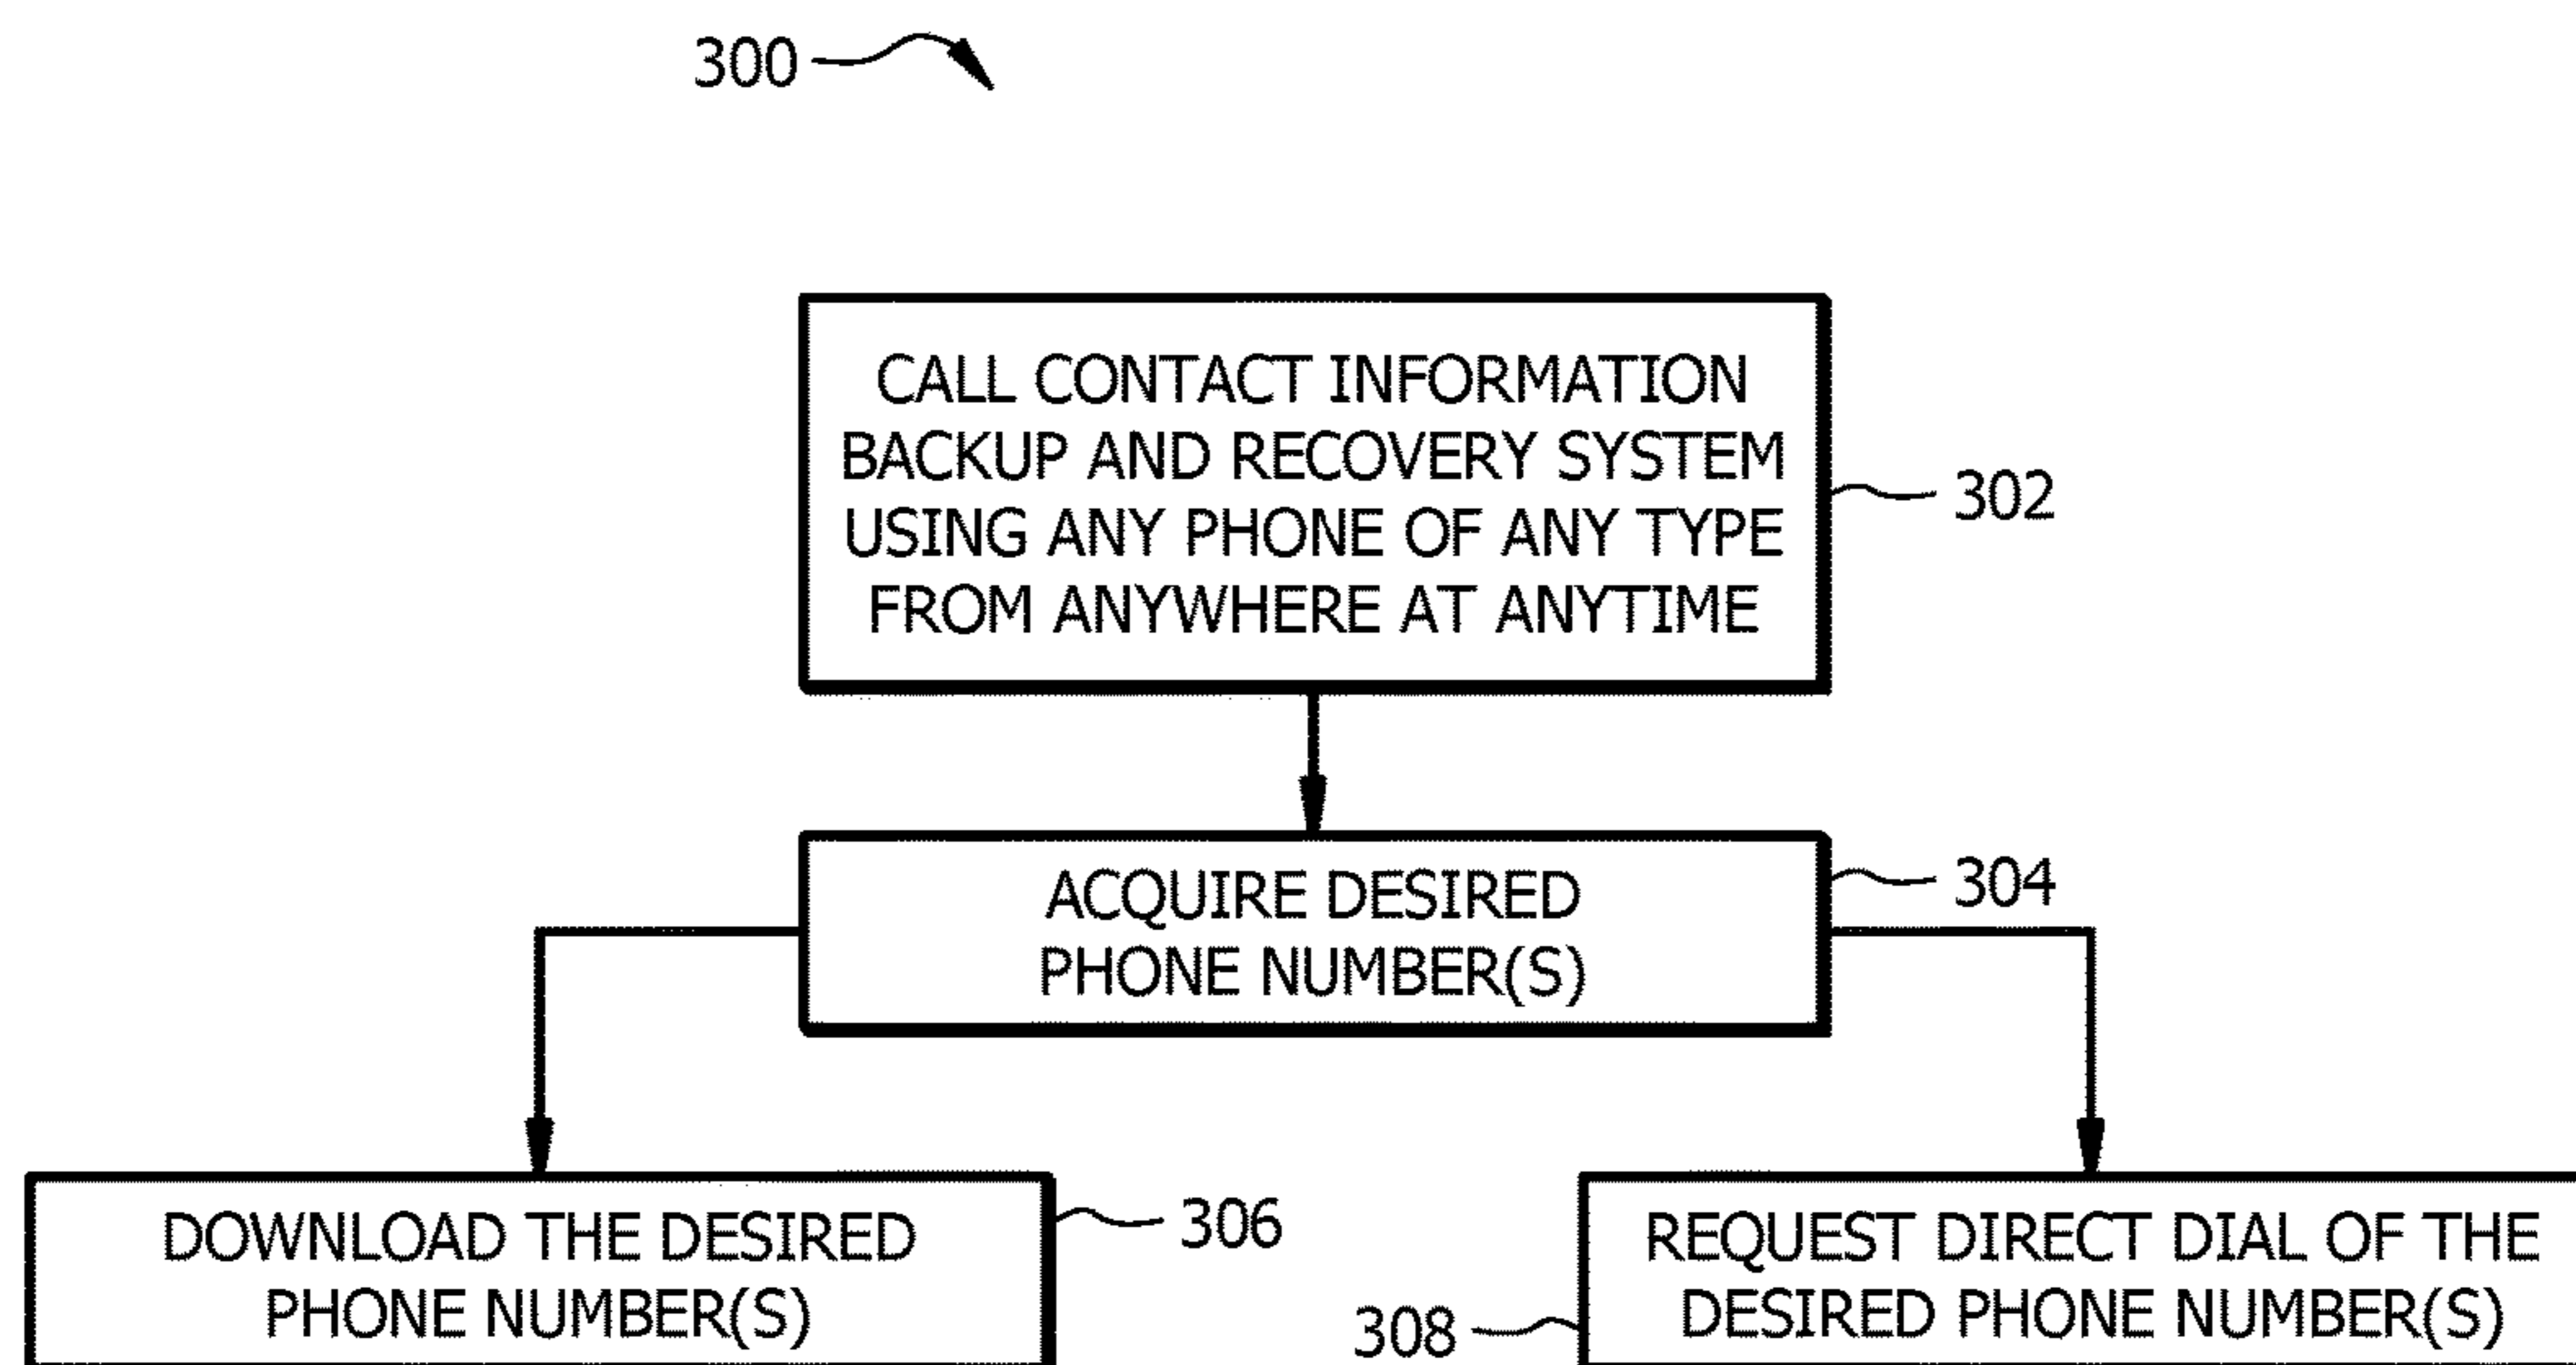 300
CALL CONTACT INFORMATION
BACKUP AND RECOVERY SYSTEM
USING ANY PHONE OF ANY TYPE
FROM ANYWHERE AT ANYTIME
302
ACQUIRE DESIRED
PHONE NUMBER(S)
304
DOWNLOAD THE DESIRED
PHONE NUMBER(S)
306
REQUEST DIRECT DIAL OF THE
DESIRED PHONE NUMBER(S)
308